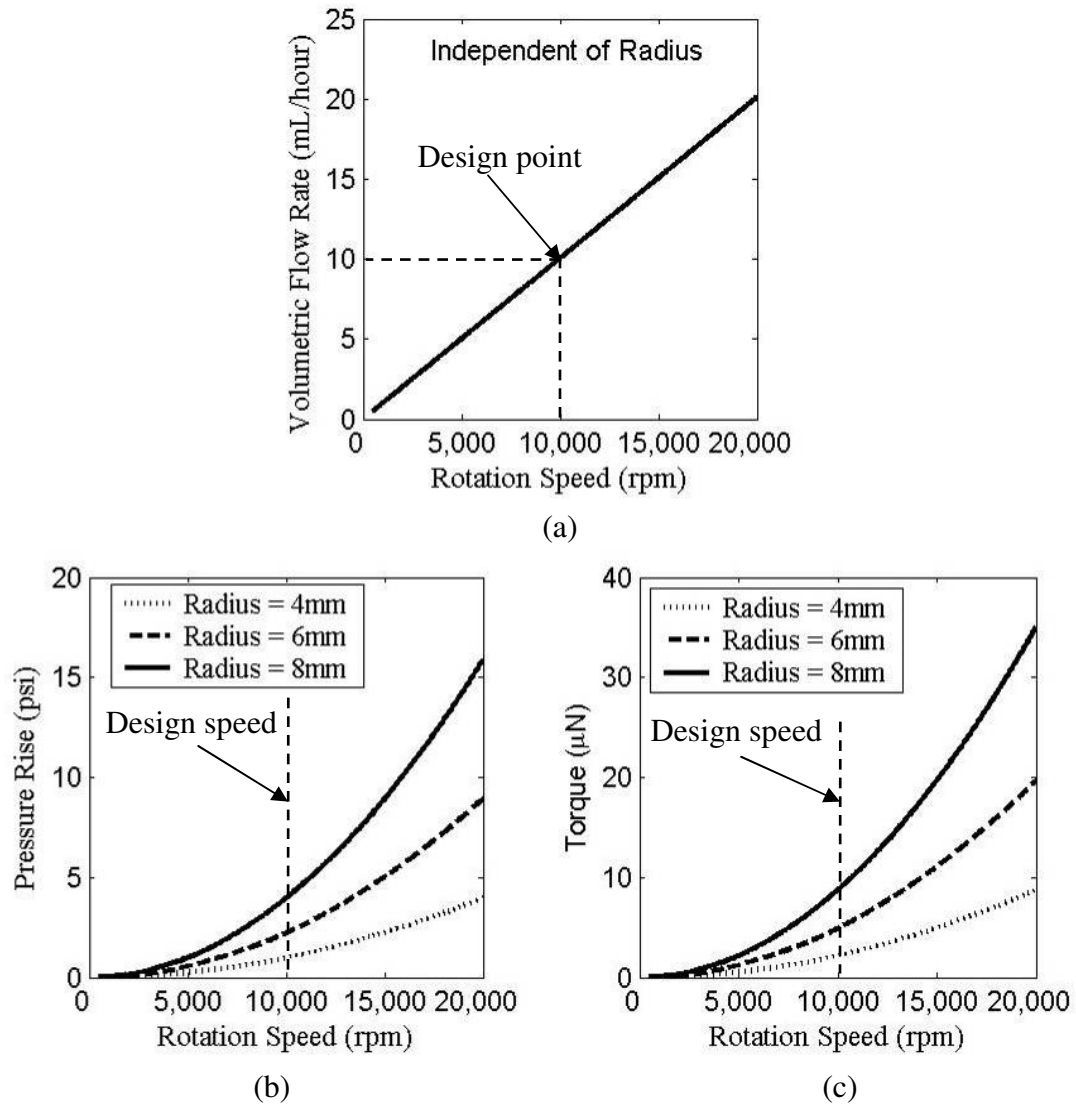 25
Independent of Radius
20
Design point
15
10
5
0
0
5,000
10,000
15,000
20,000
Volumetric Flow Rate (mL/hour)
Rotation Speed (rpm)
(a)
20
Radius = 4mm
Radius = 6mm
Radius = 8mm
15
Design speed
10
5
0
0
5,000
10,000
15,000
20,000
Pressure Rise (psi)
Rotation Speed (rpm)
(b)
40
Radius = 4mm
Radius = 6mm
Radius = 8mm
30
Design speed
20
10
0
0
5,000
10,000
15,000
20,000
Torque (μN)
Rotation Speed (rpm)
(c)